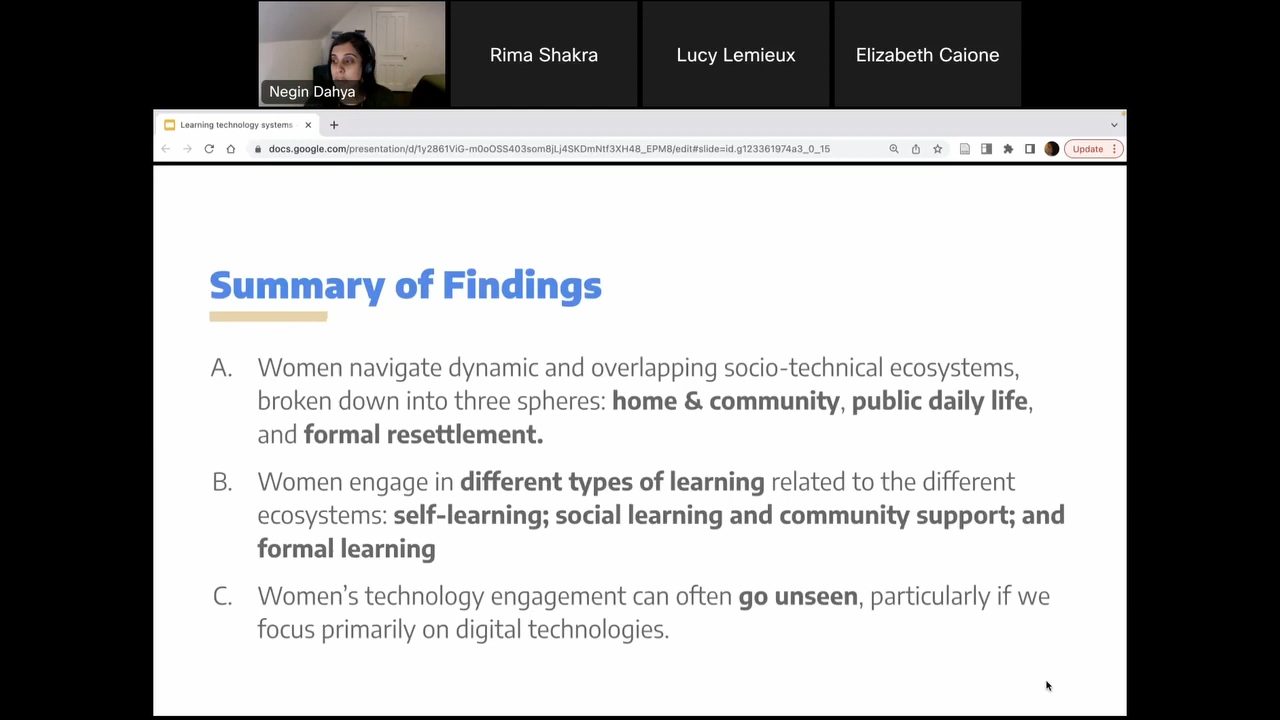 Rima Shakra
Lucy Lemieux
Elizabeth Caione
Negin Dahya
Learning technology systems
docs.google.com/presentation/d/1y2861ViG-m0oOSS403som8jLj4SKDmNtf3XH48_EPM8/edit#slide=id.g123361974a3_0_15
Update
Summary of Findings
A. Women navigate dynamic and overlapping socio-technical ecosystems,
broken down into three spheres: home & community, public daily life,
and formal resettlement.
B. Women engage in different types of learning related to the different
ecosystems: self-learning; social learning and community support; and
formal learning
C. Women’s technology engagement can often go unseen, particularly if we
focus primarily on digital technologies.